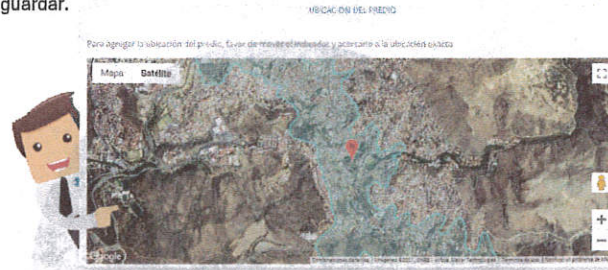 guardar.
UBICACIÓN DEL PREDIO
Para agregar la ubicación del predio, favor de mover el indicador y acercarlo a la ubicación exacta
Mapa Satélite
Google